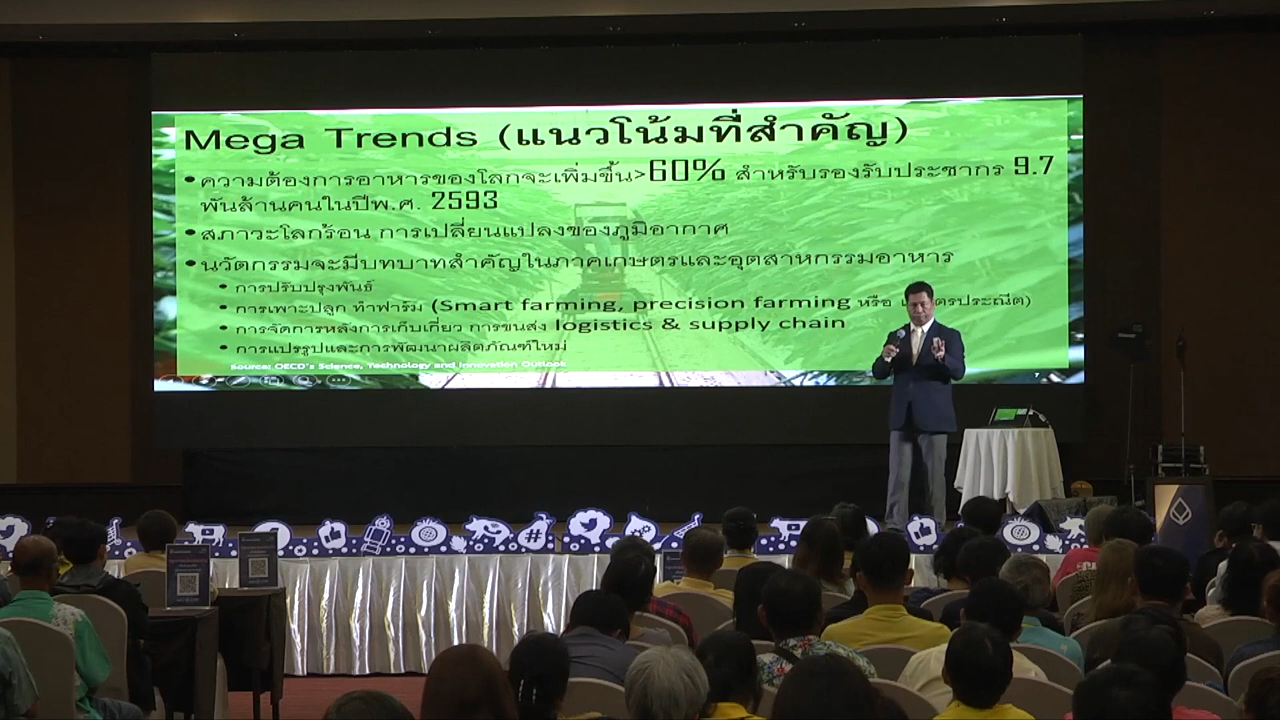 Mega Trends (แนวโน้มที่สำคัญ)
•ความต้องการอาหารของโลกจะเพิ่มขึ้น>60% สำหรับรองรับประชากร 9.7
พันล้านคนในปีพ.ศ. 2593
•สภาวะโลกร้อน การเปลี่ยนแปลงของภูมิอากาศ
•นวัตกรรมจะมีบทบาทสำคัญในภาคเกษตรและอุตสาหกรรมอาหาร
•การปรับปรุงพันธ์
•การเพาะปลูก ทำฟาร์ม (Smart farming, precision farming หรือ
•การจัดการหลังการเก็บเกี่ยว การขนส่ง logistics & supply chain
•การแปรรูปและการพัฒนาผลิตภัณฑ์ใหม่
Source: OECD's Science, Technology and Innovation Outlook
7
#